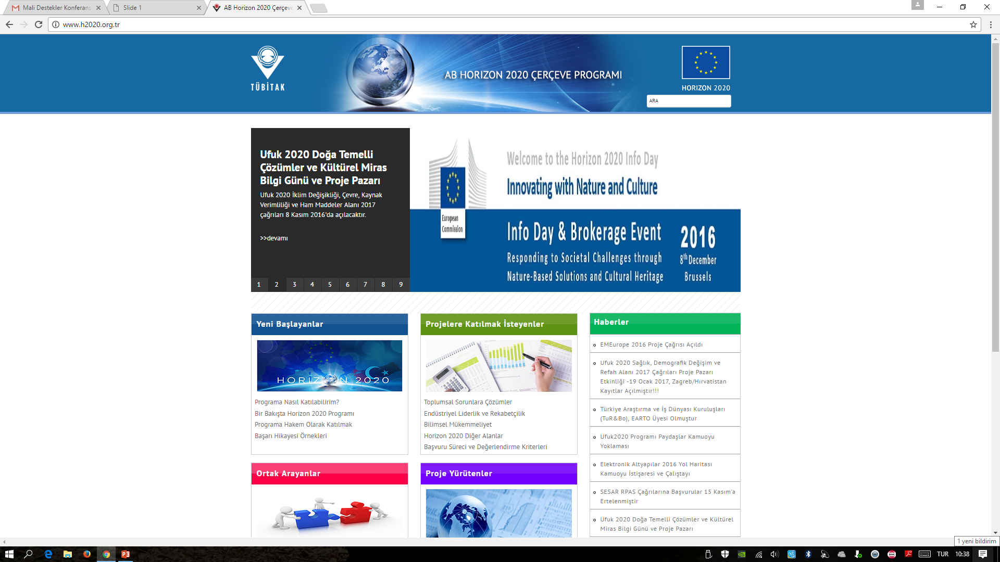 Mali Destekler Konferans
Slide 1
AB Horizon 2020 Çerçeve
www.h2020.org.tr
TÜBİTAK
AB HORIZON 2020 ÇERÇEVE PROGRAMI
HORIZON 2020
ARA
Ufuk 2020 Doğa Temelli
Çözümler ve Kültürel Miras
Bilgi Günü ve Proje Pazarı
Ufuk 2020 İklim Değişikliği, Çevre, Kaynak
Verimliliği ve Ham Maddeler Alanı 2017
çağrıları 8 Kasım 2016'da açılacaktır.
>>devamı
1 2 3 4 5 6 7 8 9
Welcome to the Horizon 2020 Info Day
Innovating with Nature and Culture
European
Commission
Info Day & Brokerage Event
Responding to Societal Challenges through
Nature-Based Solutions and Cultural Heritage
2016
8th December
Brussels
Yeni Başlayanlar
HORIZON 2020
Programa Nasıl Katılabilirim?
Bir Bakışta Horizon 2020 Programı
Programa Hakem Olarak Katılmak
Başarı Hikayesi Örnekleri
Projelere Katılmak İsteyenler
Toplumsal Sorunlara Çözümler
Endüstriyel Liderlik ve Rekabetçilik
Bilimsel Mükemmeliyet
Horizon 2020 Diğer Alanlar
Başvuru Süreci ve Değerlendirme Kriterleri
Haberler
EMEurope 2016 Proje Çağrısı Açıldı
Ufuk 2020 Sağlık, Demografik Değişim ve
Refah Alanı 2017 Çağrıları Proje Pazarı
Etkinliği -19 Ocak 2017, Zagreb/Hırvatistan
Kayıtlar Açılmıştır!!!
Türkiye Araştırma ve İş Dünyası Kuruluşları
(TuR&Bo), EARTO Üyesi Olmuştur
Ufuk2020 Programı Paydaşlar Kamuoyu
Yoklaması
Elektronik Altyapılar 2016 Yol Haritası
Kamuoyu İstişaresi ve Çalıştayı
SESAR RPAS Çağrılarına Başvurular 15 Kasım'a
Ertelenmiştir
Ufuk 2020 Doğa Temelli Çözümler ve Kültürel
Miras Bilgi Günü ve Proje Pazarı
Ortak Arayanlar
Proje Yürütenler
1 yeni bildirim
TUR
10:38